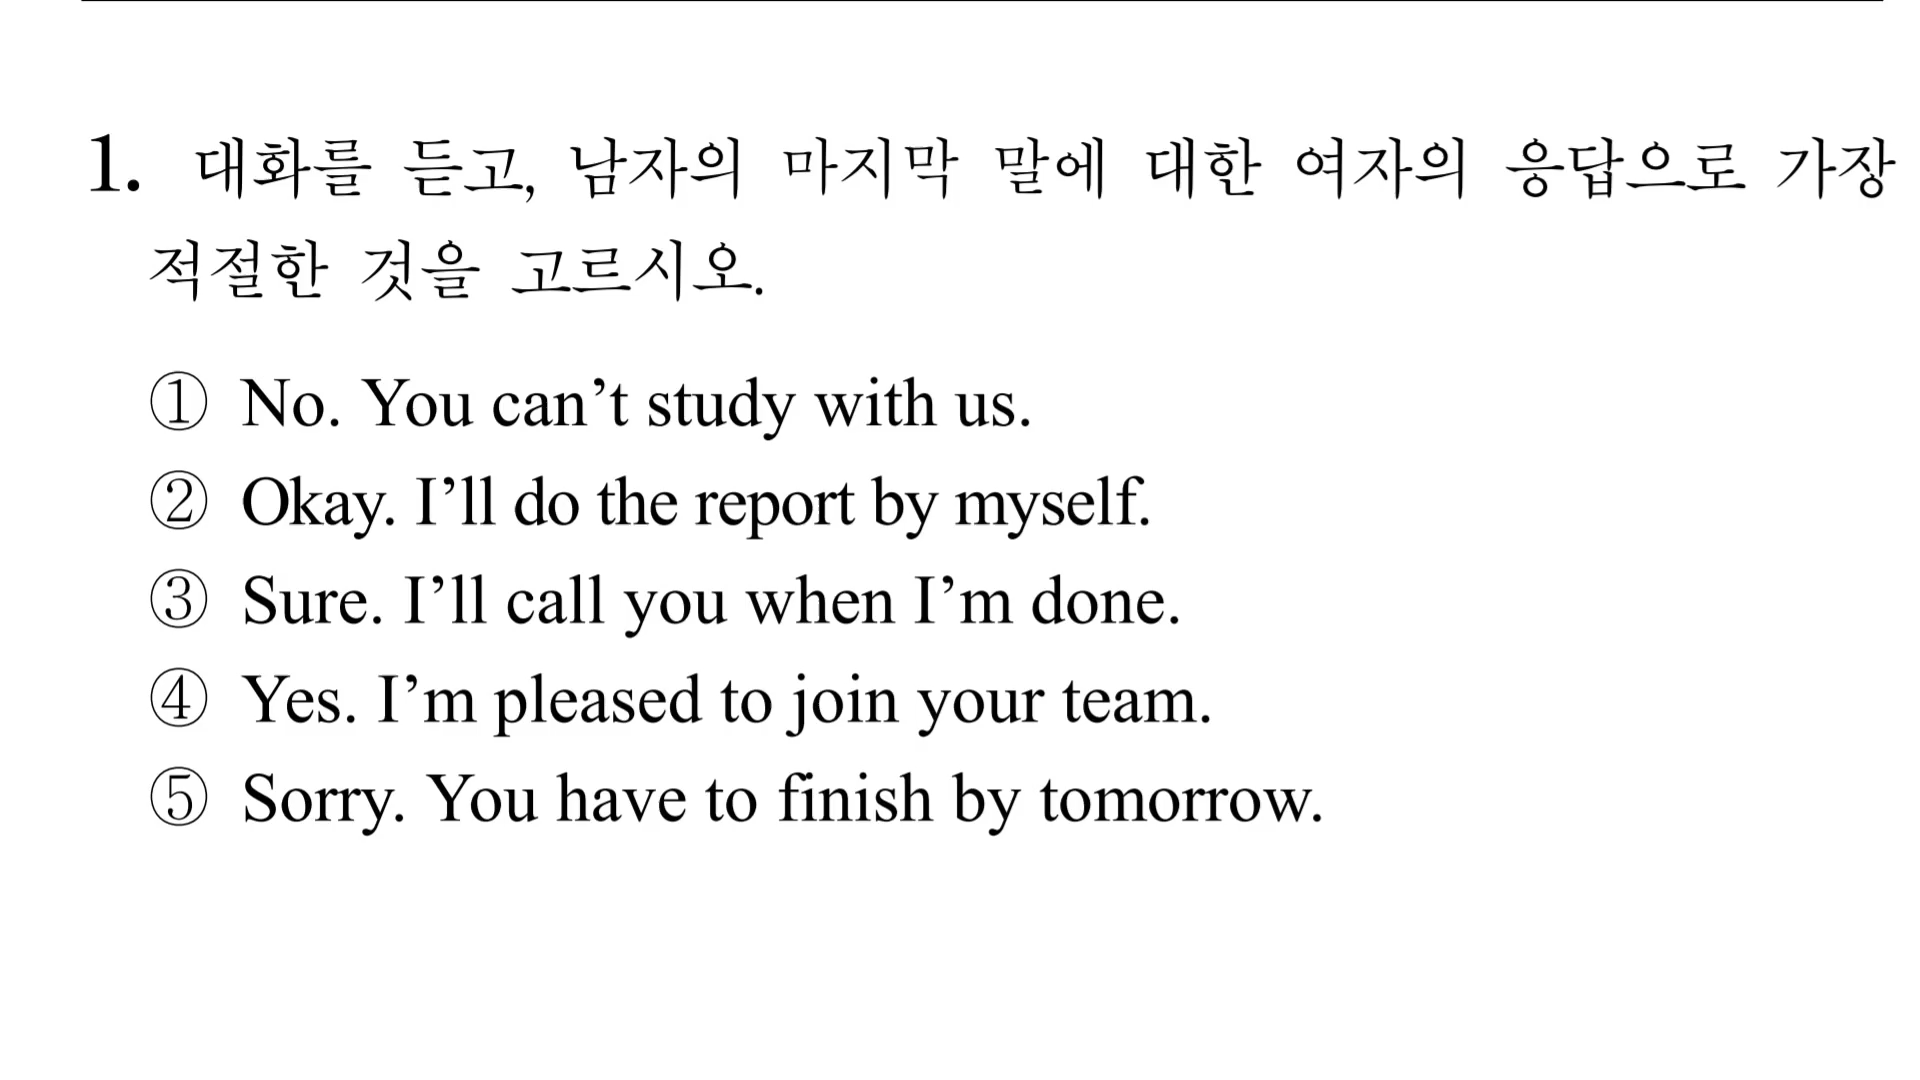 1. 대화를 듣고, 남자의 마지막 말에 대한 여자의 응답으로 가장
적절한 것을 고르시오.
① No. You can’t study with us.
② Okay. I’ll do the report by myself.
③ Sure. I’ll call you when I’m done.
④ Yes. I’m pleased to join your team.
⑤ Sorry. You have to finish by tomorrow.